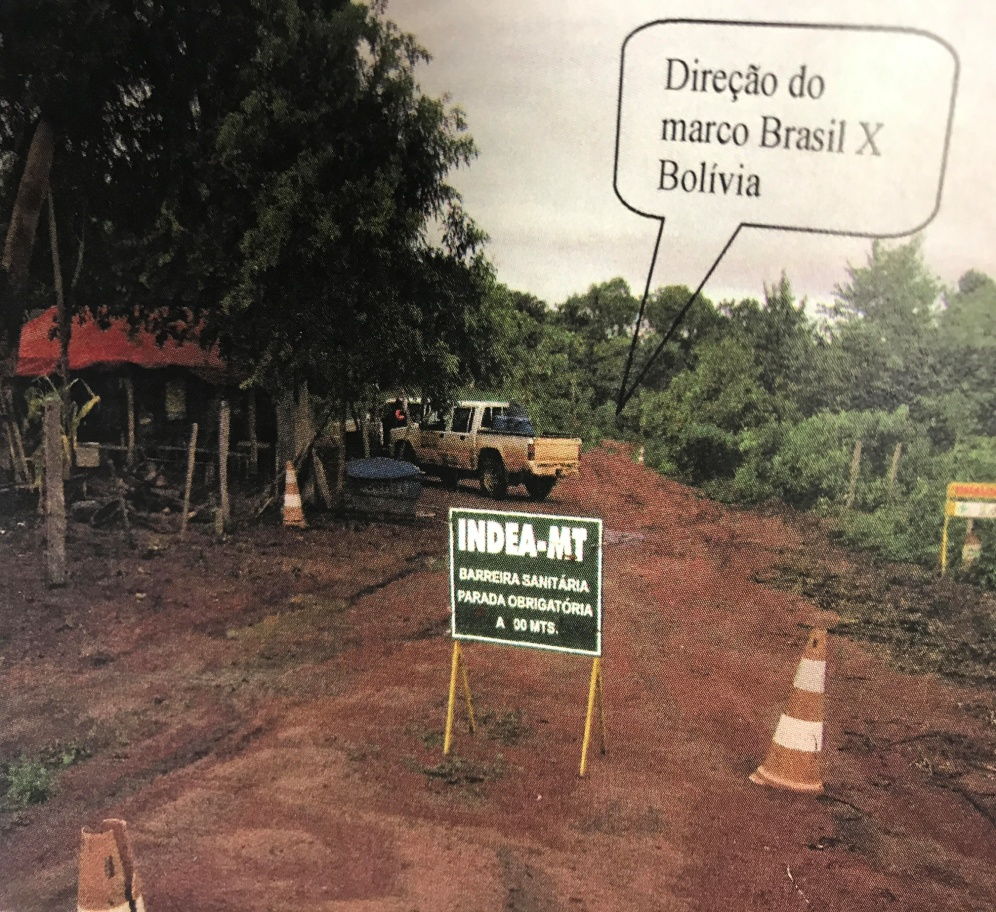 Direção do
marco Brasil X
Bolívia
INDEA-MT
BARREIRA SANITÁRIA
PARADA OBRIGATÓRIA
A 00 MTS.